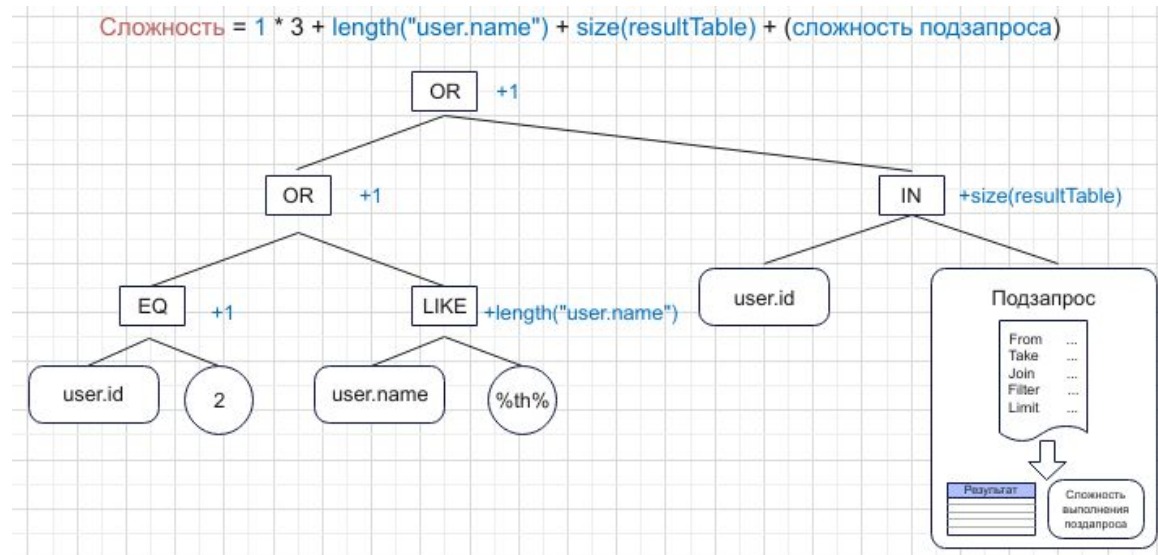 Сложность = 1 * 3 + length("user.name") + size(resultTable) + (сложность подзапроса)
OR +1
OR +1
IN +size(resultTable)
EQ +1
LIKE +length("user.name")
user.id
Подзапрос
user.id
2
user.name
%th%
From ...
Take ...
Join ...
Filter ...
Limit ...
Результат
Сложность
выполнения
поздапроса